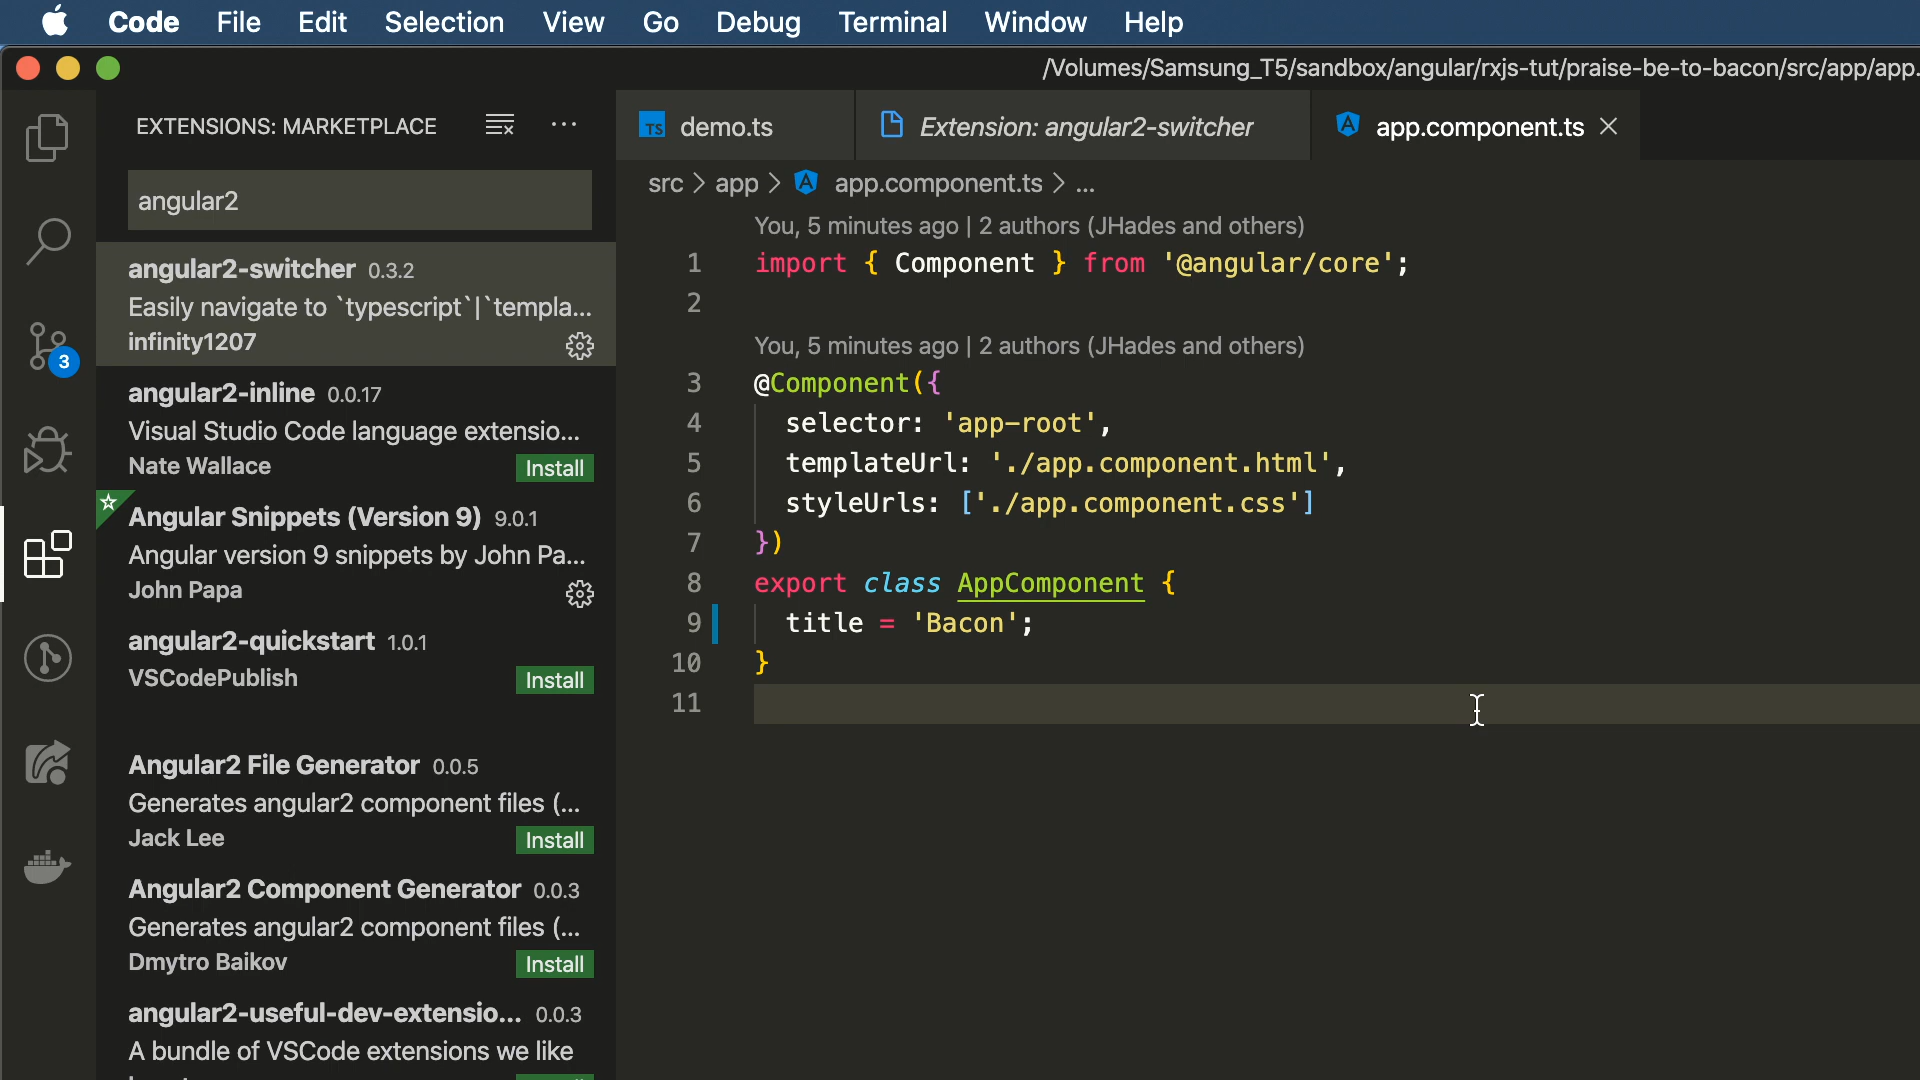 Code File Edit Selection View Go Debug Terminal Window Help
/Volumes/Samsung_T5/sandbox/angular/rxjs-tut/praise-be-to-bacon/src/app/app.
EXTENSIONS: MARKETPLACE
angular2
angular2-switcher 0.3.2
Easily navigate to `typescript`|`templa...
infinity1207
angular2-inline 0.0.17
Visual Studio Code language extensio...
Nate Wallace Install
Angular Snippets (Version 9) 9.0.1
Angular version 9 snippets by John Pa...
John Papa
angular2-quickstart 1.0.1
VSCodePublish Install
Angular2 File Generator 0.0.5
Generates angular2 component files (...
Jack Lee Install
Angular2 Component Generator 0.0.3
Generates angular2 component files (...
Dmytro Baikov Install
angular2-useful-dev-extensio... 0.0.3
A bundle of VSCode extensions we like
3
TS demo.ts Extension: angular2-switcher app.component.ts
src > app > app.component.ts > ...
You, 5 minutes ago | 2 authors (JHades and others)
1 import { Component } from '@angular/core';
2
You, 5 minutes ago | 2 authors (JHades and others)
3 @Component({
4 selector: 'app-root',
5 templateUrl: './app.component.html',
6 styleUrls: ['./app.component.css']
7 })
8 export class AppComponent {
9 title = 'Bacon';
10 }
11